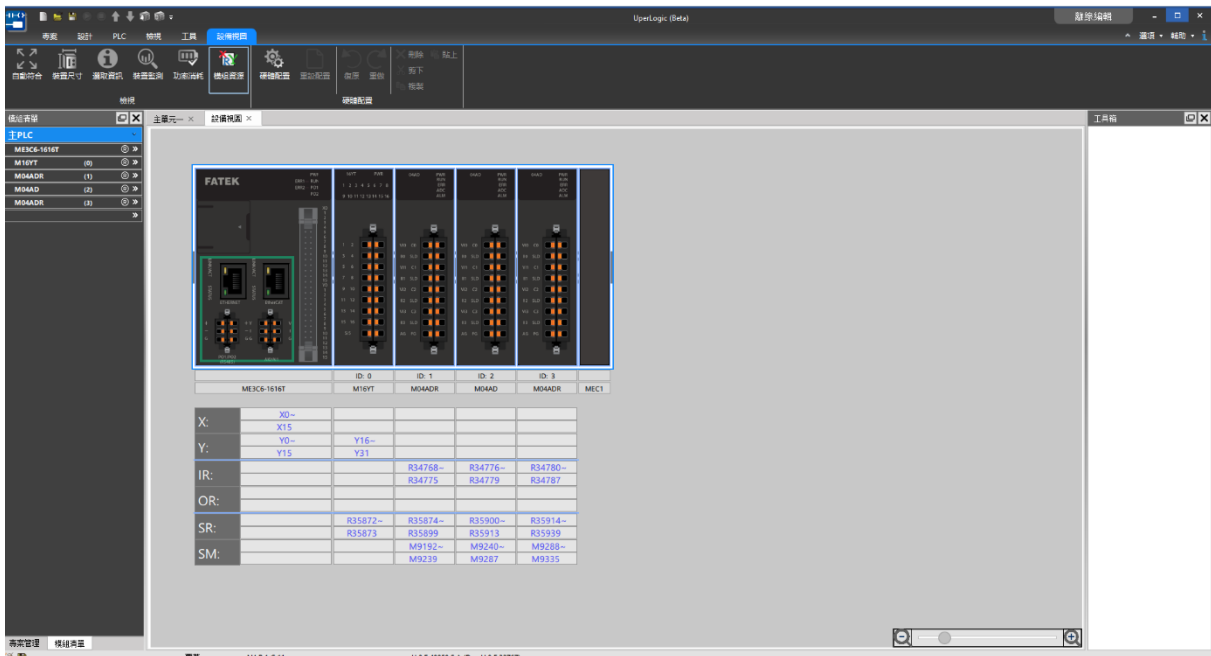 UperLogic (Beta)
離線編輯
專案 設計 PLC 檢視 工具 設備視圖
選項 輔助
自動符合 裝置尺寸 選取資訊 裝置監測 功率消耗 模組資源 硬體配置 重設配置 復原 重做
刪除 貼上
剪下
複製
檢視 硬體配置
模組清單
主單元一 × 設備視圖 ×
工具箱
主PLC
ME3C6-1616T
M16YT (0)
M04ADR (1)
M04AD (2)
M04ADR (3)
FATEK
ID: 0 ID: 1 ID: 2 ID: 3
ME3C6-1616T M16YT M04ADR M04AD M04ADR MEC1
X: X0~
X15
Y: Y0~ Y16~
Y15 Y31
IR: R34768~ R34776~ R34780~
R34775 R34779 R34787
OR:
SR: R35872~ R35874~ R35900~ R35914~
R35873 R35899 R35913 R35939
SM: M9192~ M9240~ M9288~
M9239 M9287 M9335
專案管理 模組清單